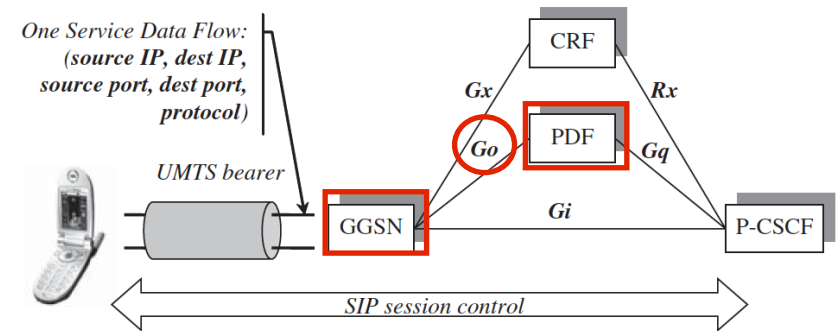 One Service Data Flow:
(source IP, dest IP,
source port, dest port,
protocol)
CRF
Gx
Rx
PDF
Go
Gq
UMTS bearer
GGSN
Gi
P-CSCF
SIP session control